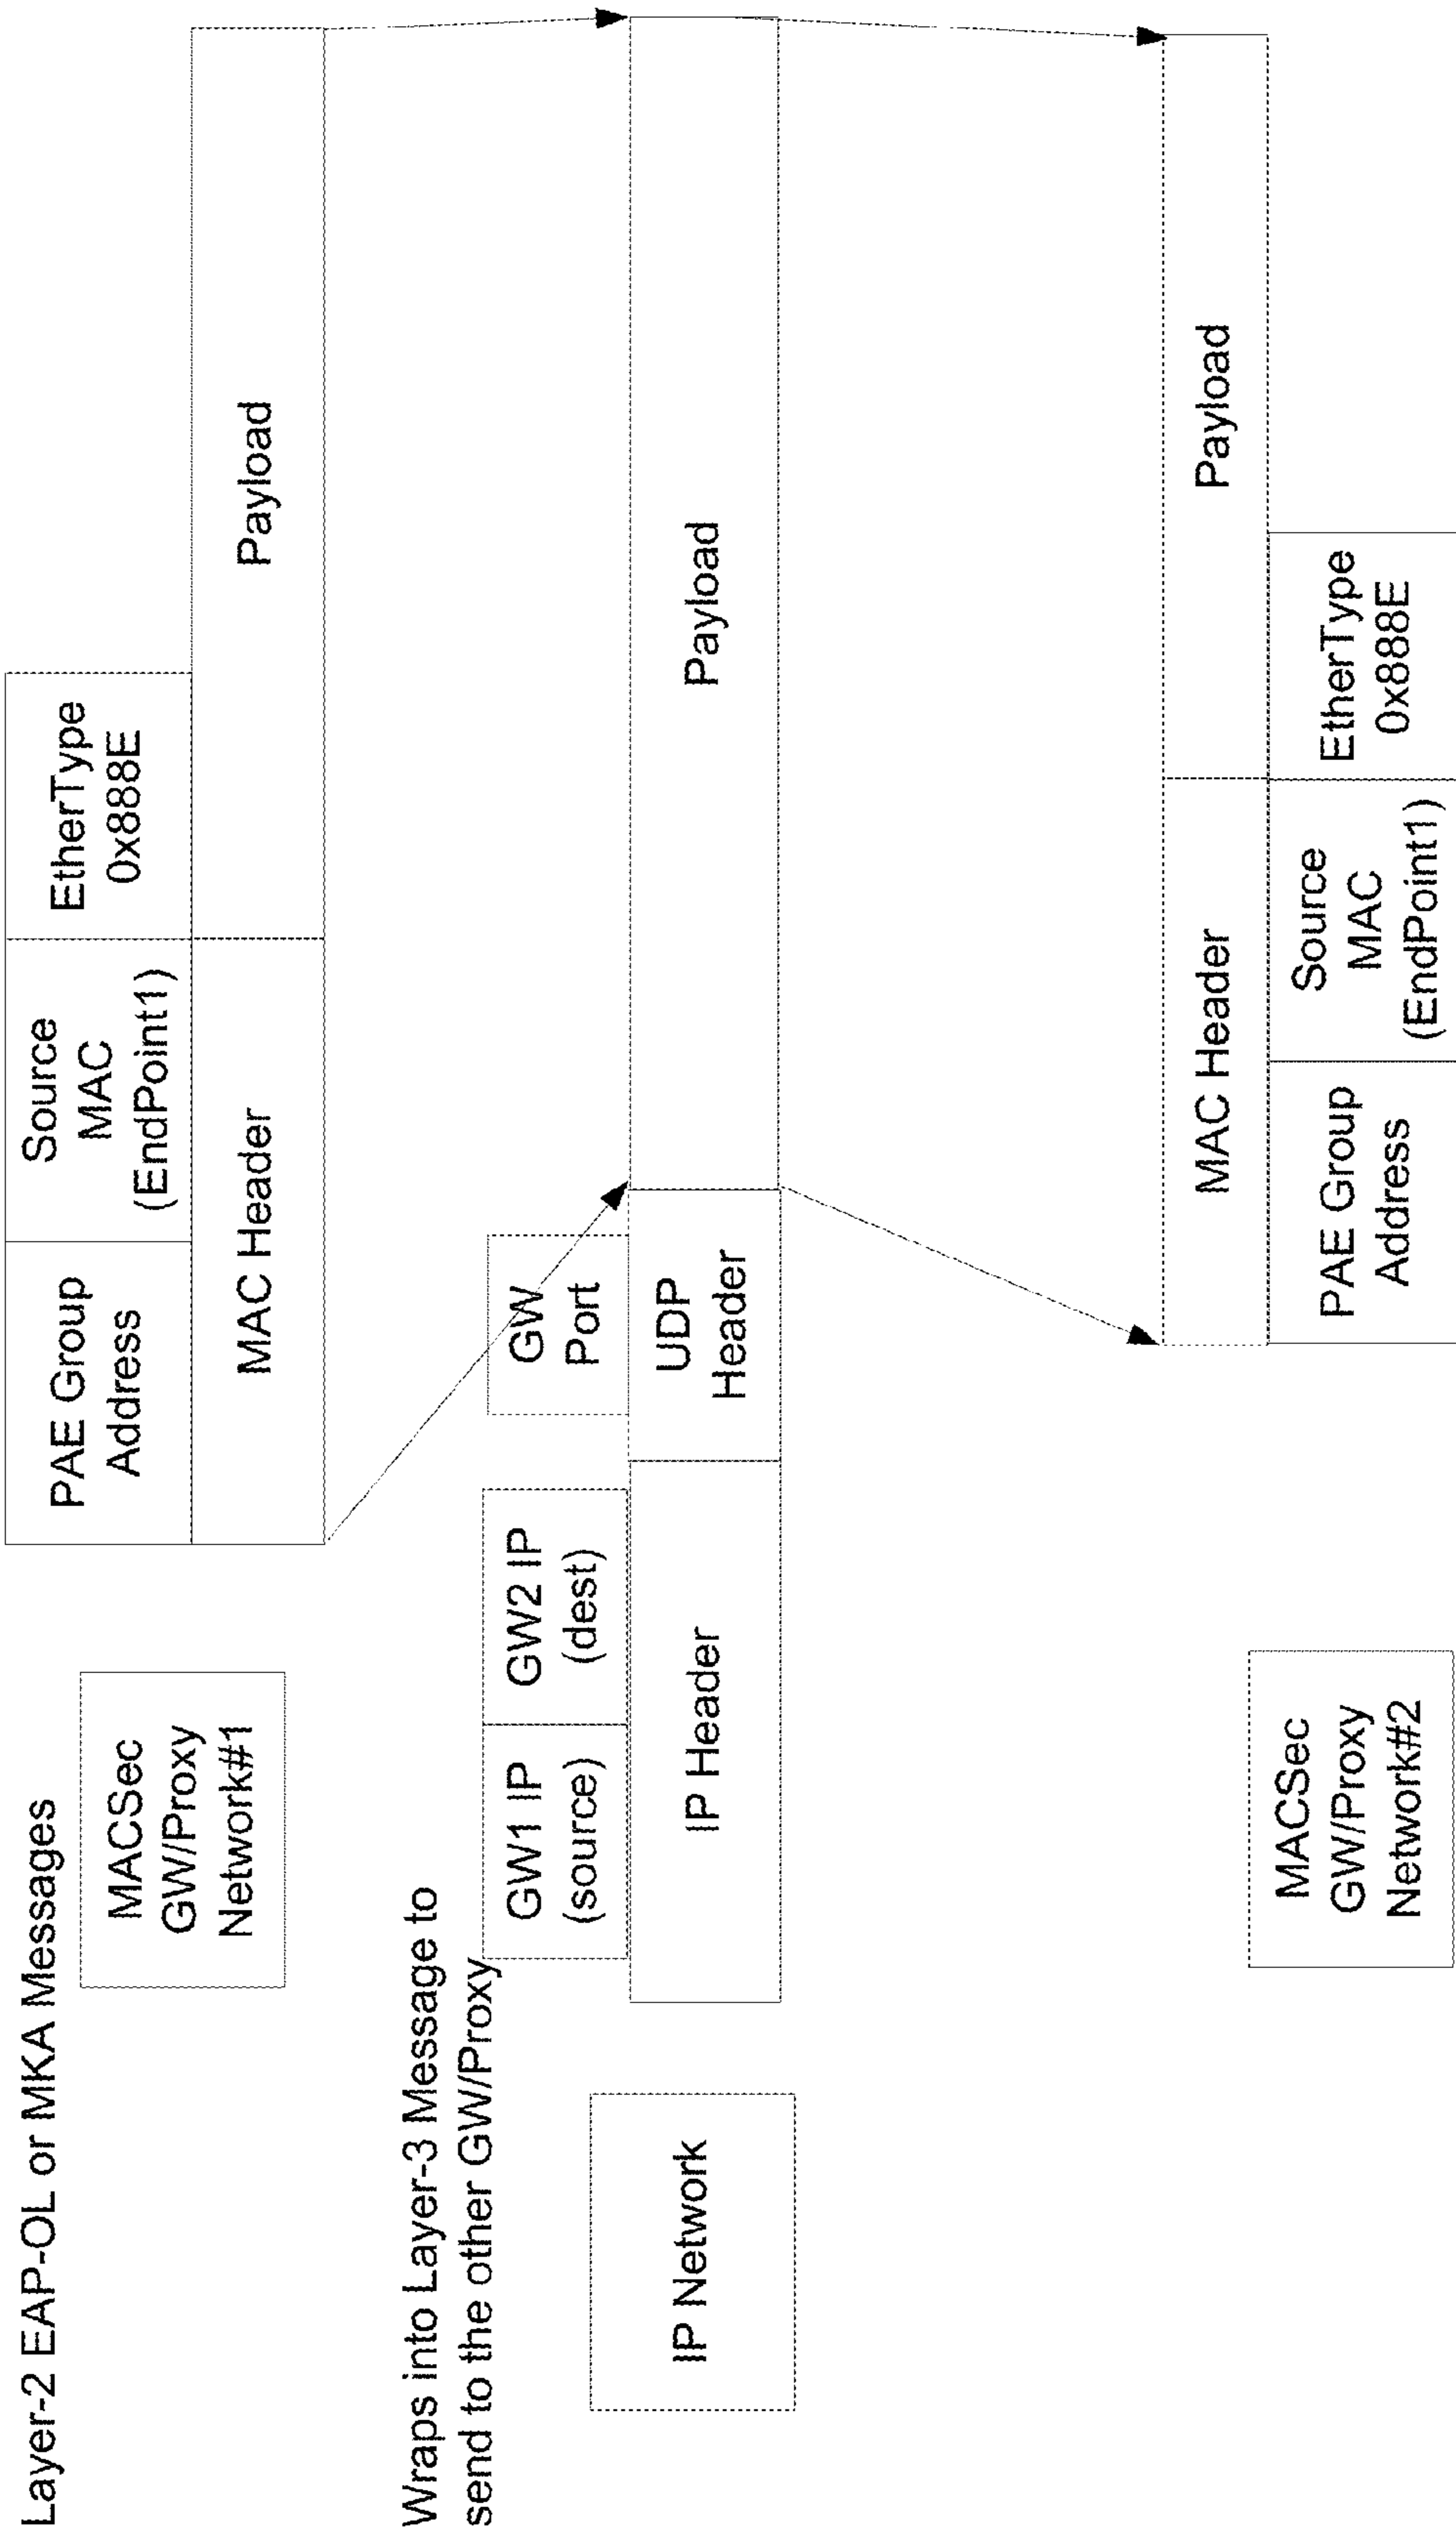 Layer-2 EAP-OL or MKA Messages
MACSec
GW/Proxy
Network#1
PAE Group
Address
Source
MAC
(EndPoint1)
EtherType
0x888E
MAC Header
Payload
Wraps into Layer-3 Message to
send to the other GW/Proxy
IP Network
GW1 IP
(source)
GW2 IP
(dest)
GW
Port
IP Header
UDP
Header
Payload
MACSec
GW/Proxy
Network#2
MAC Header
Payload
PAE Group
Address
Source
MAC
(EndPoint1)
EtherType
0x888E